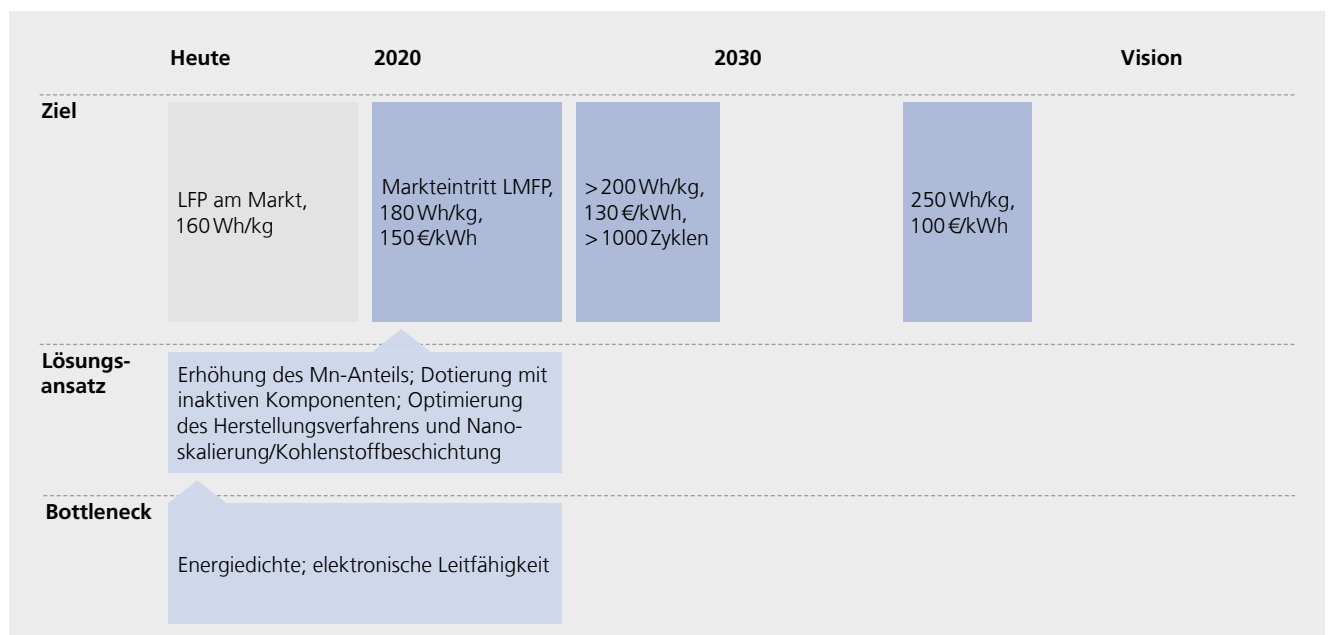 Heute 2020 2030 Vision
Ziel
LFP am Markt,
160 Wh/kg
Markteintritt LMFP,
180 Wh/kg,
150 €/kWh
> 200 Wh/kg,
130 €/kWh,
> 1000 Zyklen
250 Wh/kg,
100 €/kWh
Lösungs-
ansatz
Erhöhung des Mn-Anteils; Dotierung mit
inaktiven Komponenten; Optimierung
des Herstellungsverfahrens und Nano-
skalierung/Kohlenstoffbeschichtung
Bottleneck
Energiedichte; elektronische Leitfähigkeit